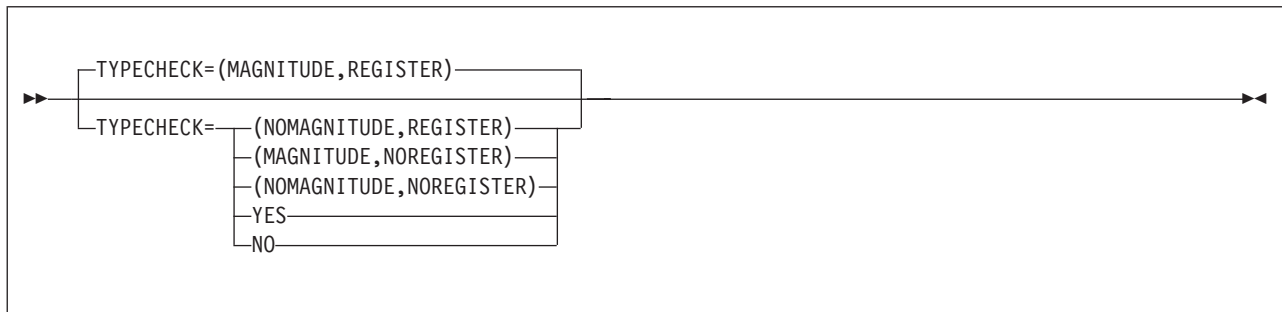 TYPECHECK=(MAGNITUDE,REGISTER)
TYPECHECK= (NOMAGNITUDE,REGISTER)
(MAGNITUDE,NOREGISTER)
(NOMAGNITUDE,NOREGISTER)
YES
NO